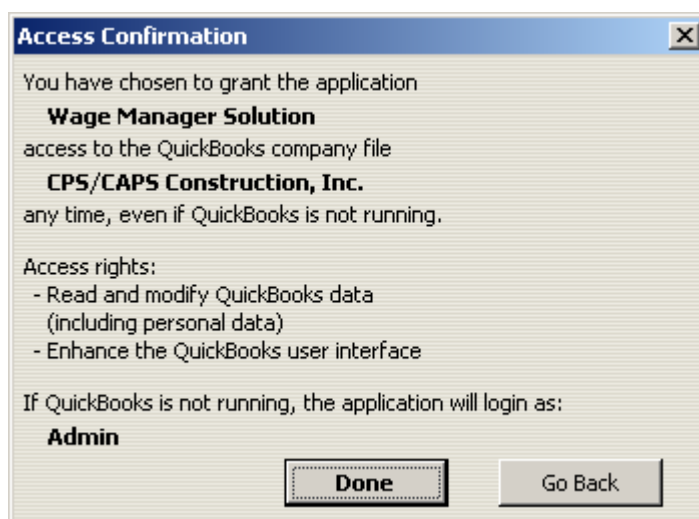 Access Confirmation
You have chosen to grant the application
Wage Manager Solution
access to the QuickBooks company file
CPS/CAPS Construction, Inc.
any time, even if QuickBooks is not running.
Access rights:
- Read and modify QuickBooks data
(including personal data)
- Enhance the QuickBooks user interface
If QuickBooks is not running, the application will login as:
Admin
Done
Go Back